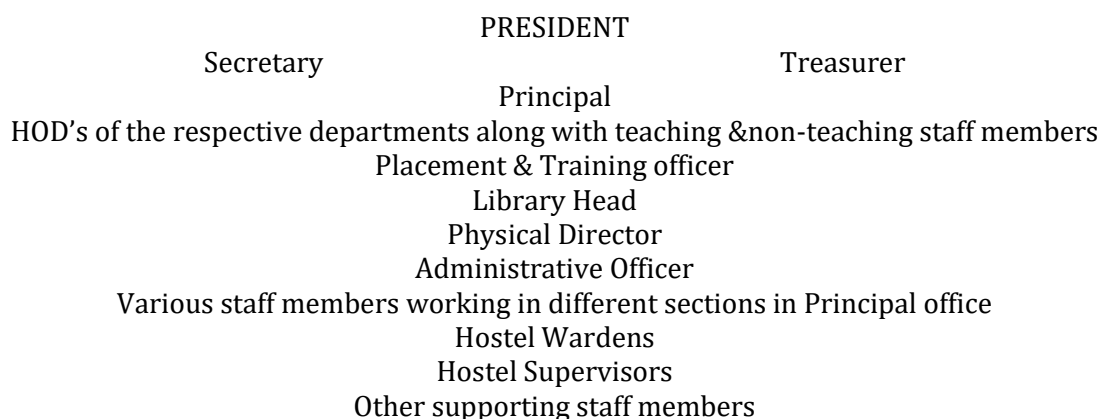 PRESIDENT
Secretary Treasurer
Principal
HOD’s of the respective departments along with teaching &non-teaching staff members
Placement & Training officer
Library Head
Physical Director
Administrative Officer
Various staff members working in different sections in Principal office
Hostel Wardens
Hostel Supervisors
Other supporting staff members